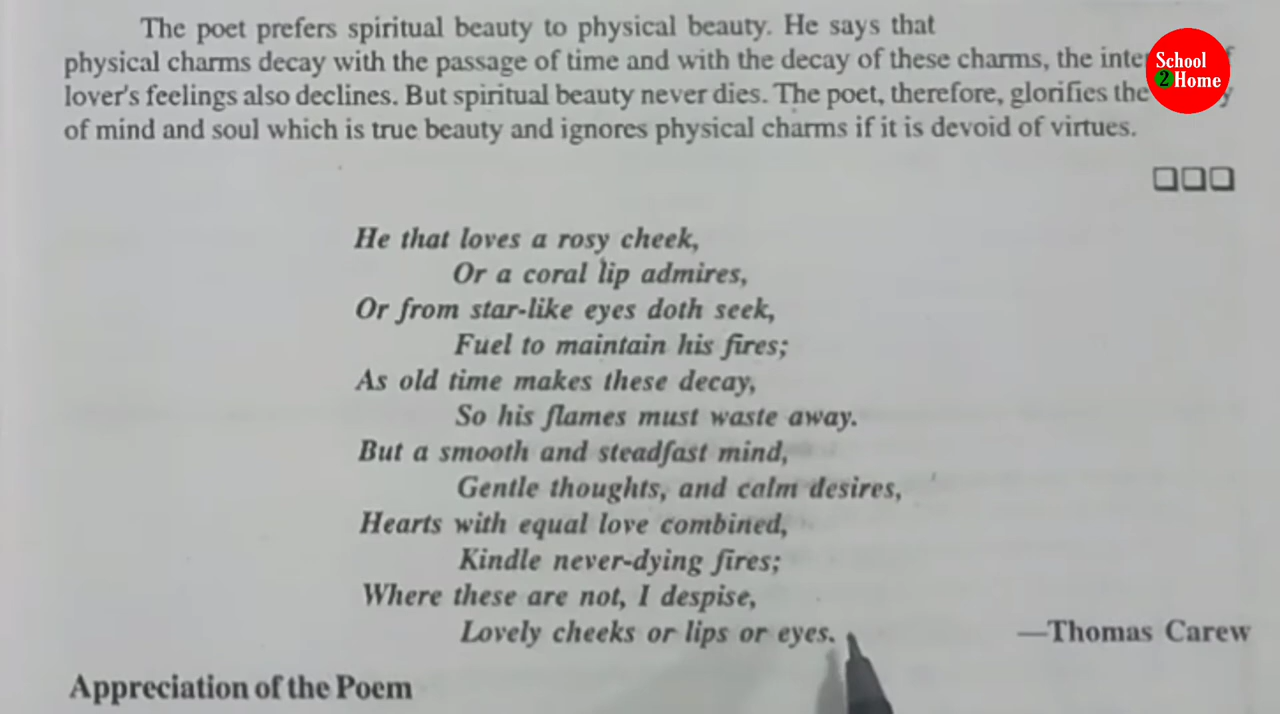 The poet prefers spiritual beauty to physical beauty. He says that
physical charms decay with the passage of time and with the decay of these charms, the
lover's feelings also declines. But spiritual beauty never dies. The poet, therefore, glorifies the
of mind and soul which is true beauty and ignores physical charms if it is devoid of virtues.
School
2 Home
He that loves a rosy cheek,
Or a coral lip admires,
Or from star-like eyes doth seek,
Fuel to maintain his fires;
As old time makes these decay,
So his flames must waste away.
But a smooth and steadfast mind,
Gentle thoughts, and calm desires,
Hearts with equal love combined,
Kindle never-dying fires;
Where these are not, I despise,
Lovely cheeks or lips or eyes.
—Thomas Carew
Appreciation of the Poem